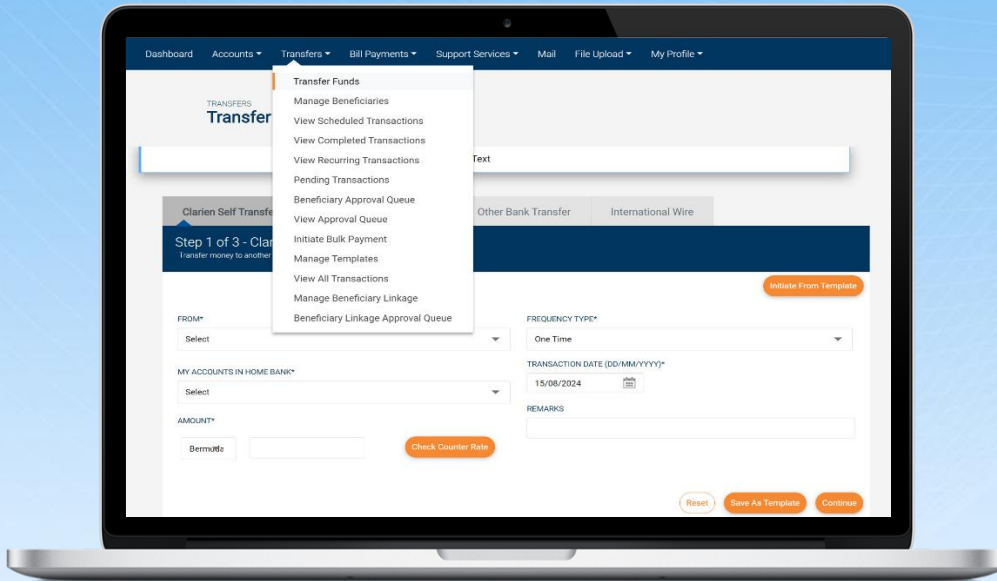 Dashboard Accounts Transfers Bill Payments Support Services Mail File Upload My Profile
Transfer Funds
Manage Beneficiaries
View Scheduled Transactions
View Completed Transactions
View Recurring Transactions
Pending Transactions
Beneficiary Approval Queue
View Approval Queue
Initiate Bulk Payment
Manage Templates
View All Transactions
Manage Beneficiary Linkage
Beneficiary Linkage Approval Queue
TRANSFERS
Transfer
Text
Clarien Self Transfe Other Bank Transfer International Wire
Step 1 of 3 - Clar
Transfer money to another
Initiate From Template
FROM*
Select
FREQUENCY TYPE*
One Time
MY ACCOUNTS IN HOME BANK*
Select
TRANSACTION DATE (DD/MM/YYYY)*
15/08/2024
AMOUNT*
REMARKS
Bermuda
Check Counter Rate
Reset Save As Template Continue